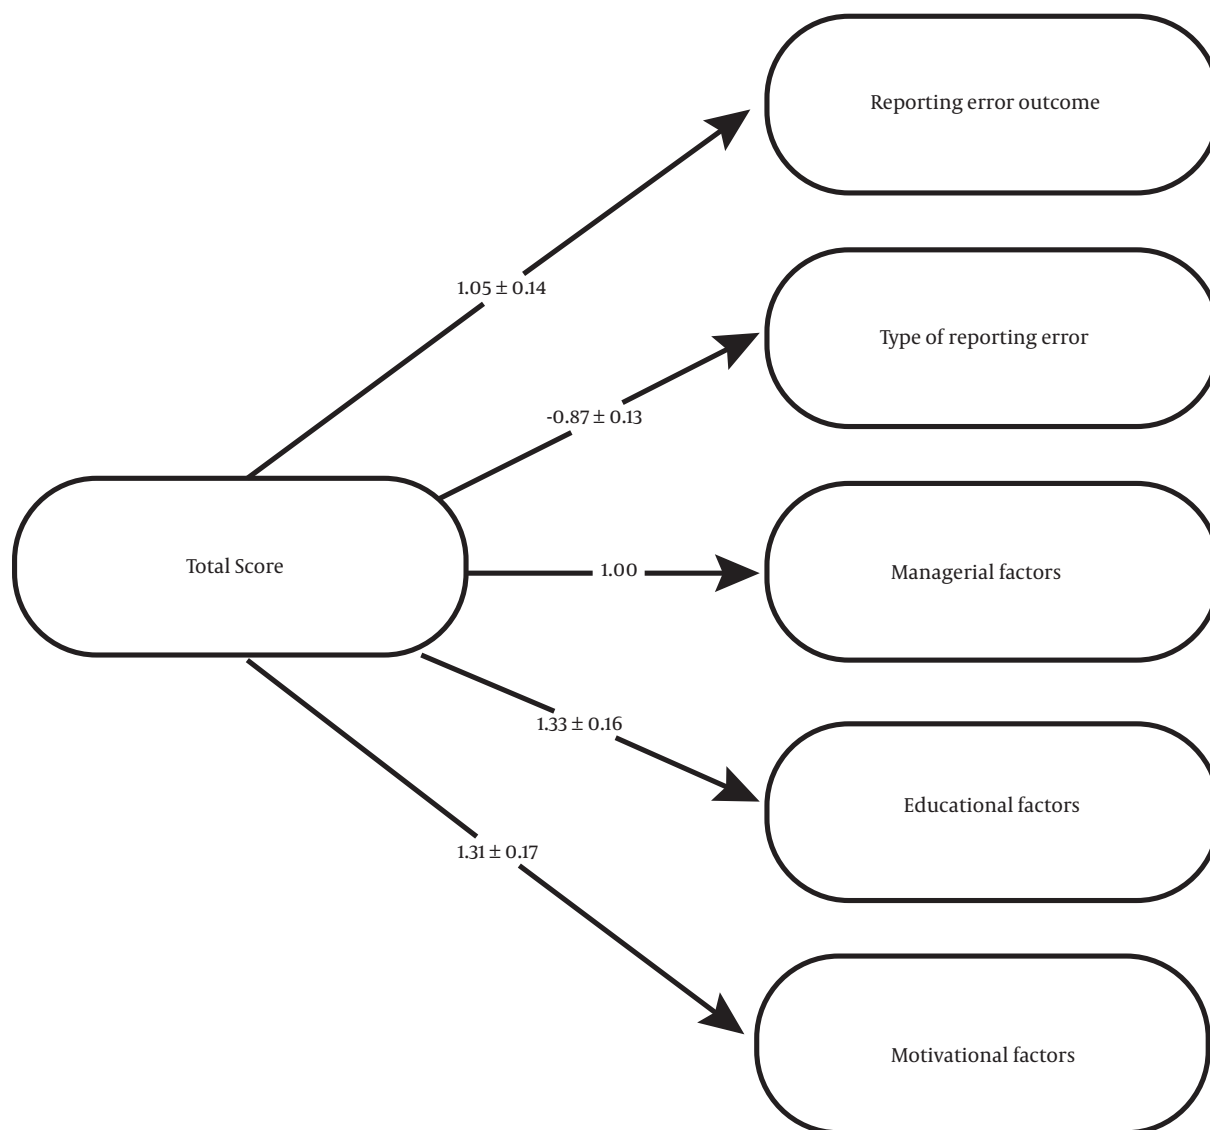 Reporting error outcome
1.05 ± 0.14
Type of reporting error
-0.87 ± 0.13
Total Score
1.00
Managerial factors
1.33 ± 0.16
Educational factors
1.31 ± 0.17
Motivational factors